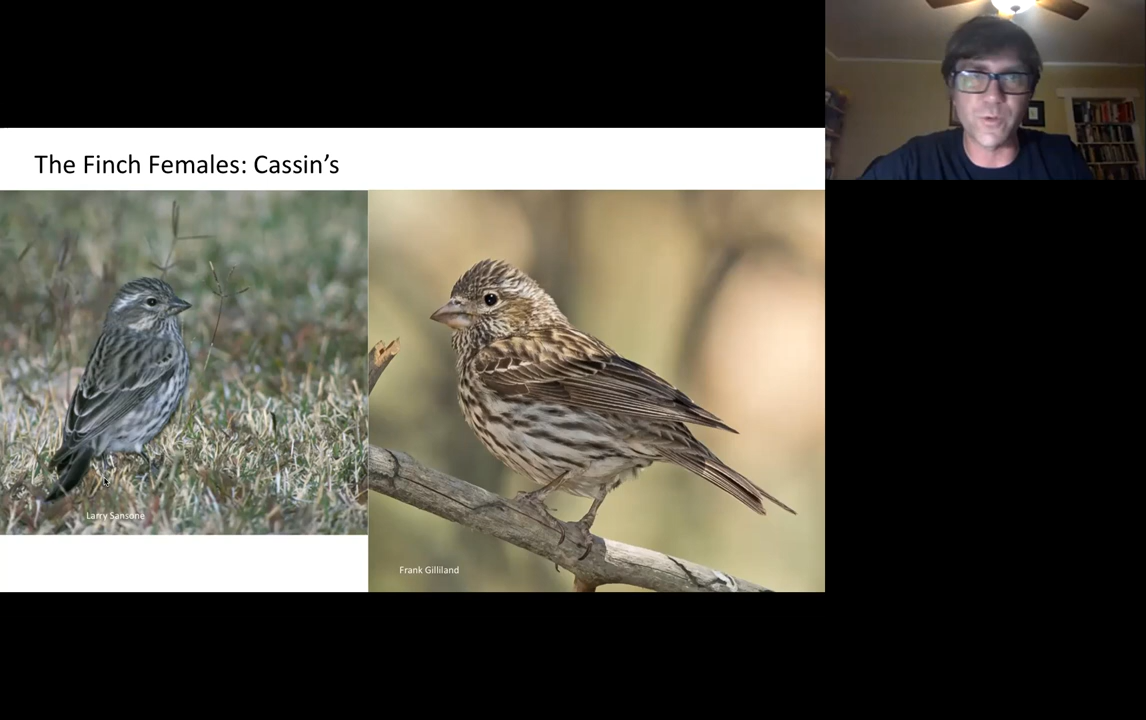 The Finch Females: Cassin’s
Larry Sansone
Frank Gilliland